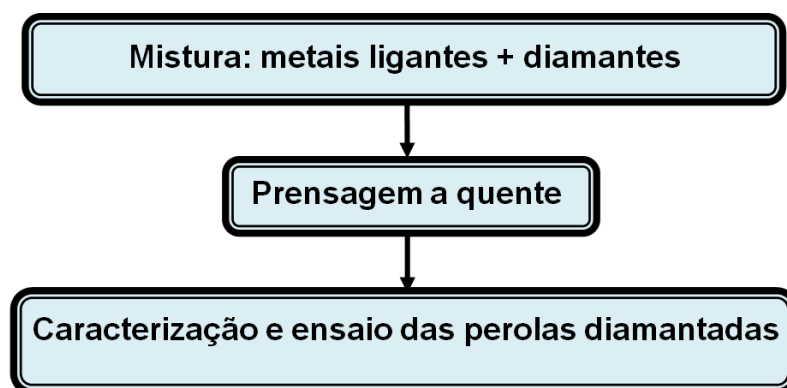 Mistura: metais ligantes + diamantes
Prensagem a quente
Caracterização e ensaio das perolas diamantadas